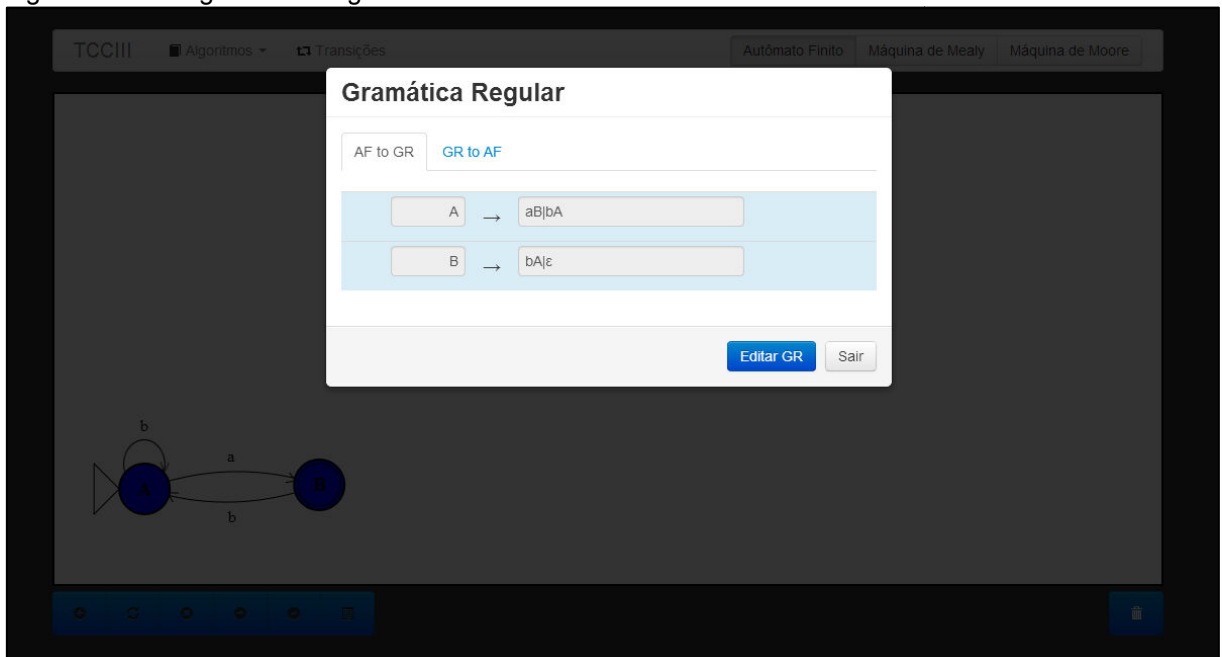 TCCIII Algoritmos Transições Autômato Finito Máquina de Mealy Máquina de Moore
Gramática Regular
AF to GR GR to AF
A → aB|bA
B → bA|ε
Editar GR Sair
b
a
A B
b